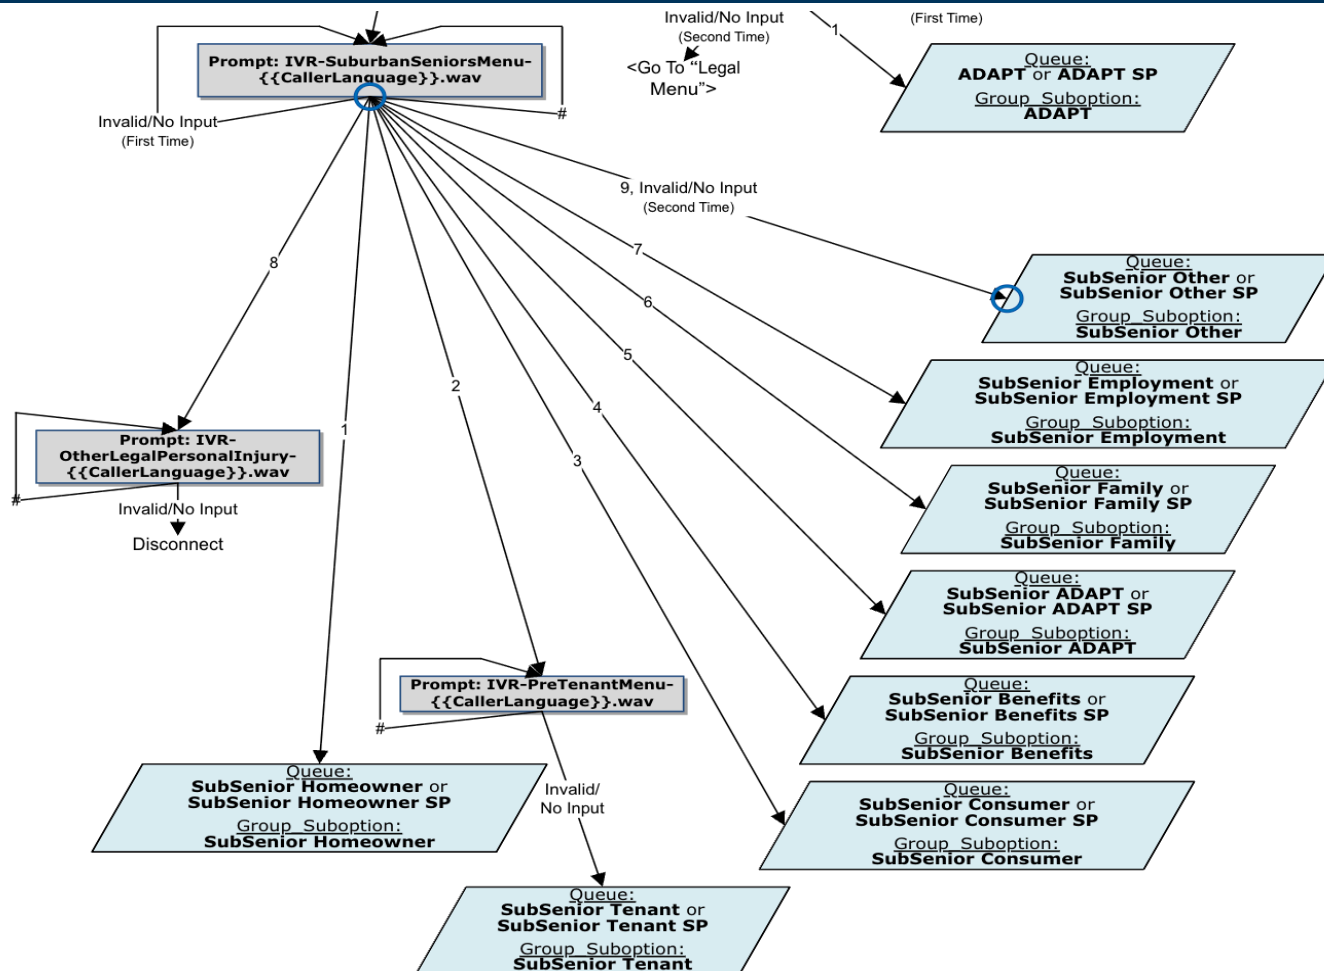 Invalid/No Input
(Second Time)
<Go To “Legal
Menu”>
1
(First Time)
Queue:
ADAPT or ADAPT SP
Group_Suboption:
ADAPT
Prompt: IVR-SuburbanSeniorsMenu-
{{CallerLanguage}}.wav
Invalid/No Input
(First Time)
#
9, Invalid/No Input
(Second Time)
8
7
6
5
4
3
2
1
Queue:
SubSenior Other or
SubSenior Other SP
Group_Suboption:
SubSenior Other
Queue:
SubSenior Employment or
SubSenior Employment SP
Group_Suboption:
SubSenior Employment
Prompt: IVR-
OtherLegalPersonalInjury-
{{CallerLanguage}}.wav
#
Invalid/No Input
Disconnect
Queue:
SubSenior Family or
SubSenior Family SP
Group_Suboption:
SubSenior Family
Queue:
SubSenior ADAPT or
SubSenior ADAPT SP
Group_Suboption:
SubSenior ADAPT
Prompt: IVR-PreTenantMenu-
{{CallerLanguage}}.wav
#
Invalid/
No Input
Queue:
SubSenior Benefits or
SubSenior Benefits SP
Group_Suboption:
SubSenior Benefits
Queue:
SubSenior Homeowner or
SubSenior Homeowner SP
Group_Suboption:
SubSenior Homeowner
Queue:
SubSenior Consumer or
SubSenior Consumer SP
Group_Suboption:
SubSenior Consumer
Queue:
SubSenior Tenant or
SubSenior Tenant SP
Group_Suboption:
SubSenior Tenant